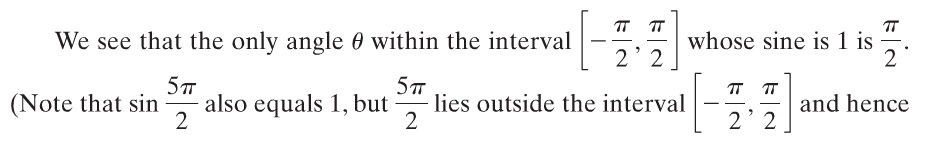 We see that the only angle θ within the interval [−π/2, π/2] whose sine is 1 is π/2.
(Note that sin 5π/2 also equals 1, but 5π/2 lies outside the interval [−π/2, π/2] and hence